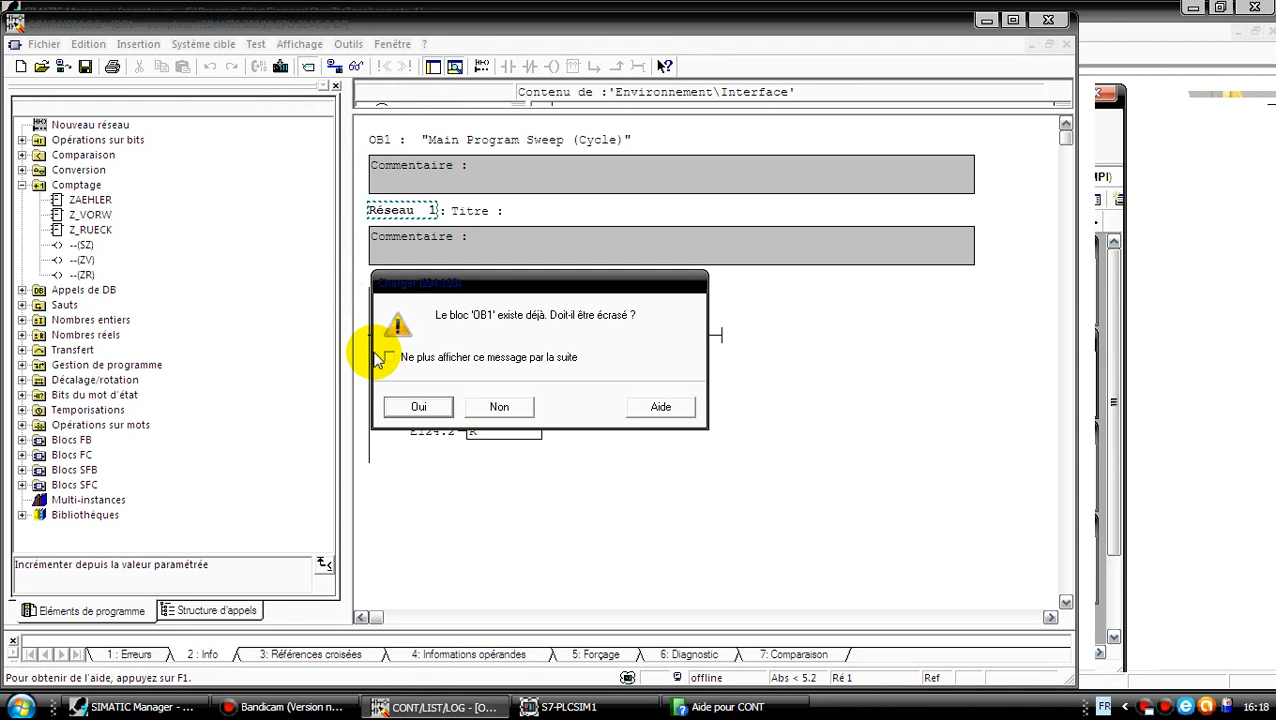 Fichier Edition Insertion Système cible Test Affichage Outils Fenêtre ?
Contenu de :'Environnement\Interface'
Nouveau réseau
Opérations sur bits
Comparaison
Conversion
Comptage
ZAEHLER
Z_VORW
Z_RUECK
--(SZ)
--(ZV)
--(ZR)
Appels de DB
Sauts
Nombres entiers
Nombres réels
Transfert
Gestion de programme
Décalage/rotation
Bits du mot d'état
Temporisations
Opérations sur mots
Blocs FB
Blocs FC
Blocs SFB
Blocs SFC
Multi-instances
Bibliothèques
Incrémenter depuis la valeur paramétrée
Eléments de programme
Structure d'appels
OB1 : "Main Program Sweep (Cycle)"
Commentaire :
Réseau 1 : Titre :
Commentaire :
Le bloc 'OB1' existe déjà. Doit-il être écrasé ?
Ne plus afficher ce message par la suite
Oui Non Aide
E124.2 R
MPI)
1 : Erreurs 2 : Info 3: Références croisées 4: Informations opérandes 5: Forçage 6: Diagnostic 7: Comparaison
Pour obtenir de l'aide, appuyez sur F1. offline Abs < 5.2 Ré 1 Ref
SIMATIC Manager - ... Bandicam (Version n... CONT/LIST/LOG - [O... S7-PLCSIM1 Aide pour CONT FR 16:18